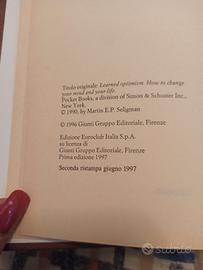 Titolo originale: Learned optimism. How to change
your mind and your life.
Pocket Books, a division of Simon & Schuster Inc.,
New York.
© 1990, by Martin E.P. Seligman
© 1996 Giunti Gruppo Editoriale, Firenze
Edizione Euroclub Italia S.p.A.
su licenza di
Giunti Gruppo Editoriale, Firenze
Prima edizione 1997
Seconda ristampa giugno 1997
subito